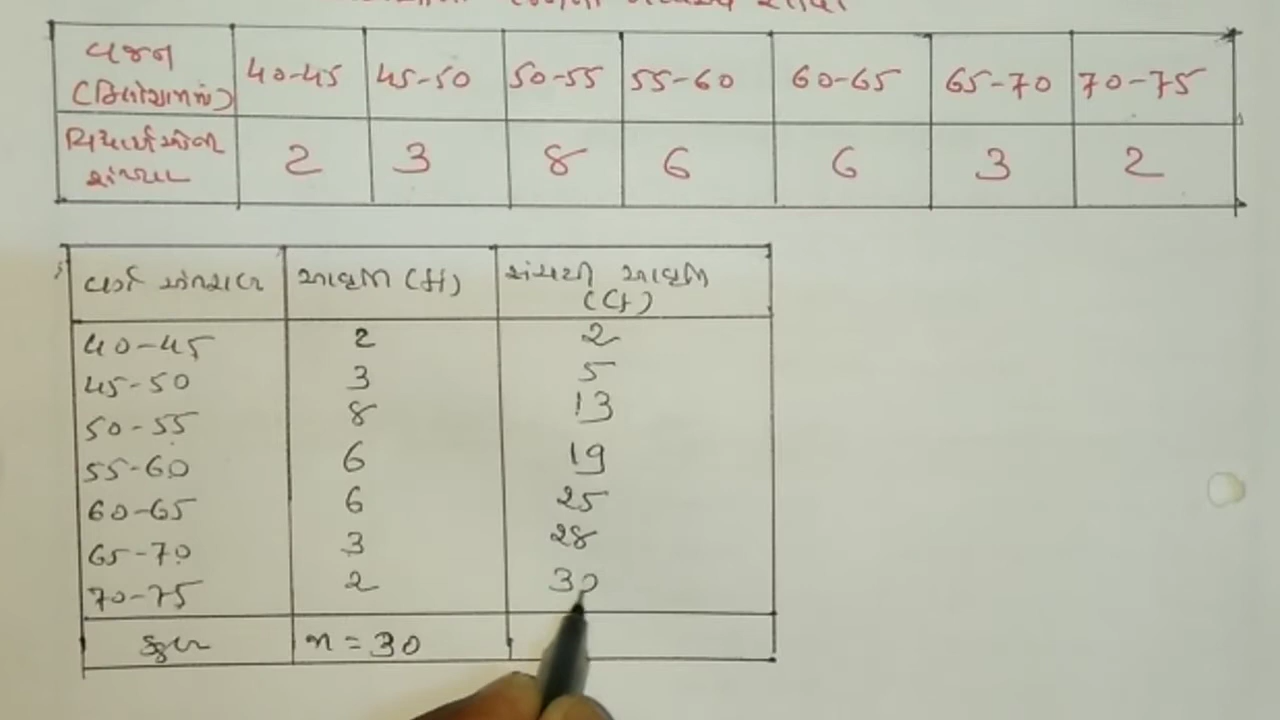 વજન
(કિલોગ્રામમાં) 40-45 45-50 50-55 55-60 60-65 65-70 70-75
વિદ્યાર્થીઓની
સંખ્યા 2 3 8 6 6 3 2
વર્ગ અંતરાલ આવૃત્તિ (fi) સંચયી આવૃત્તિ
(cf)
40-45 2 2
45-50 3 5
50-55 8 13
55-60 6 19
60-65 6 25
65-70 3 28
70-75 2 30
કુલ n = 30